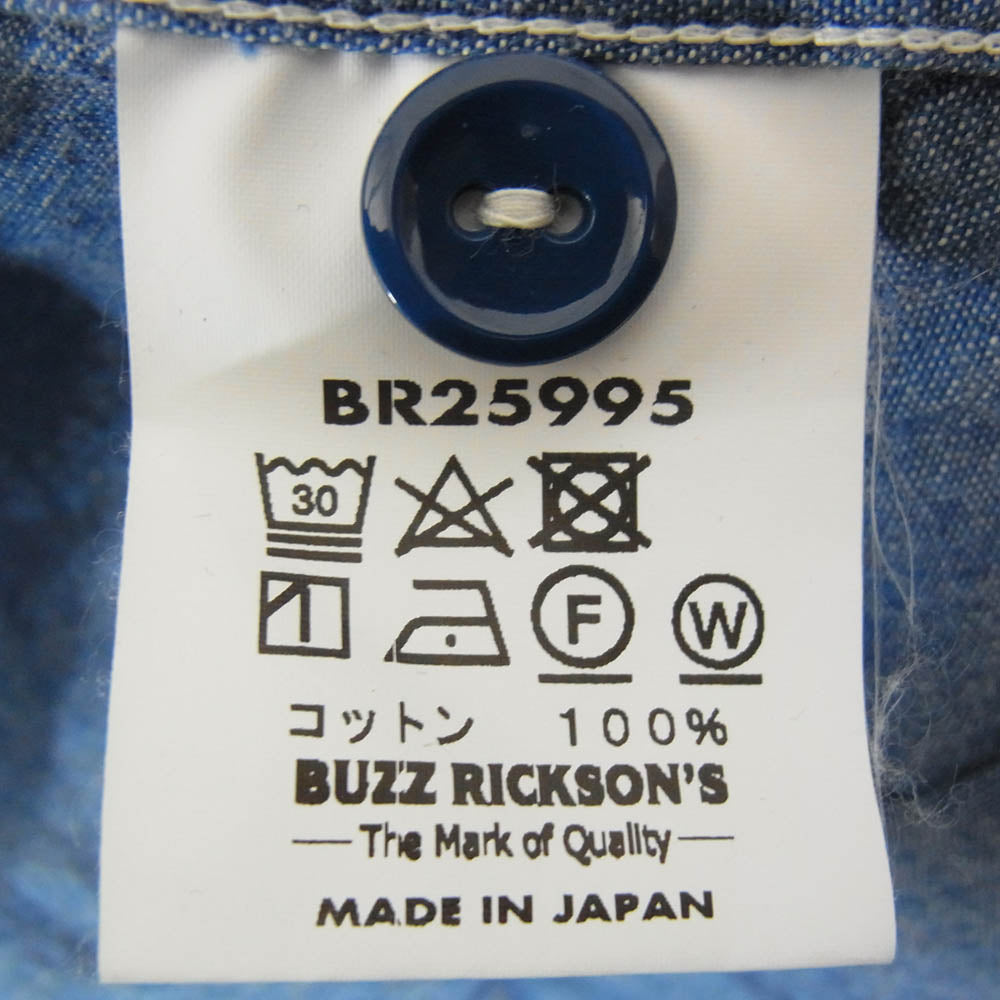 BR25995
30
F W
コットン 100%
BUZZ RICKSON'S
The Mark of Quality
MADE IN JAPAN